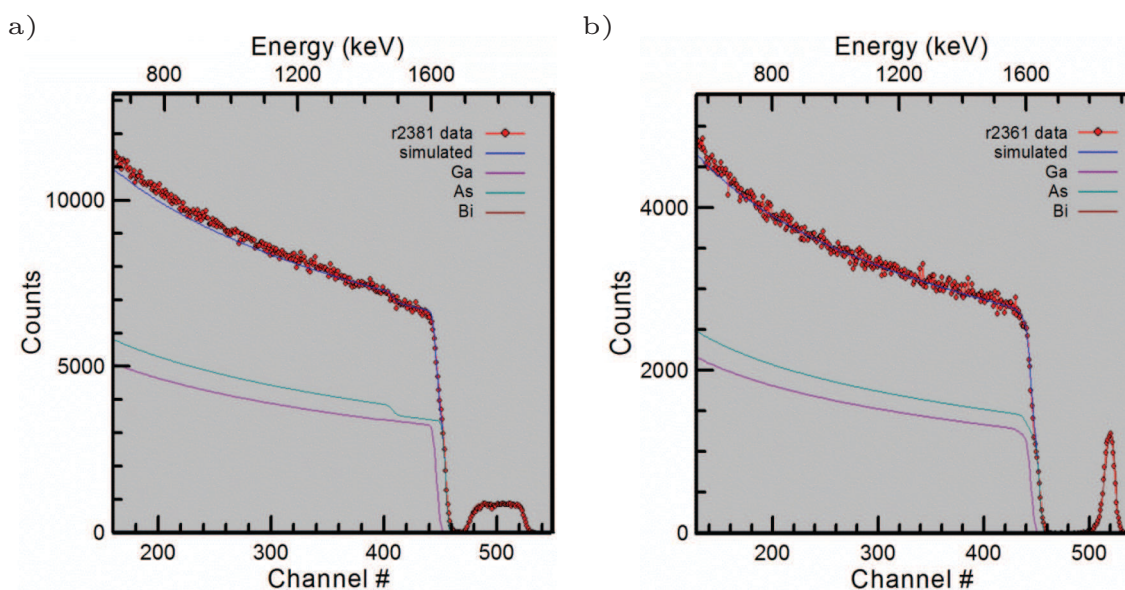 a)
Energy (keV)
800 1200 1600
r2381 data
simulated
Ga
As
Bi
10000
5000
0
Counts
200 300 400 500
Channel #
b)
Energy (keV)
800 1200 1600
r2361 data
simulated
Ga
As
Bi
4000
2000
0
Counts
200 300 400 500
Channel #